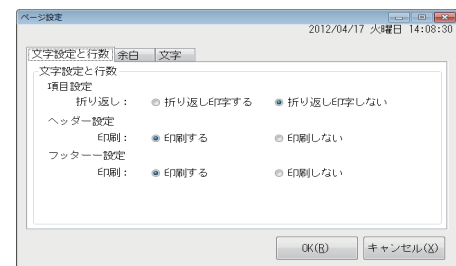 ページ設定
2012/04/17 火曜日 14:08:30
文字設定と行数 余白 文字
文字設定と行数
項目設定
折り返し： 折り返し印字する 折り返し印字しない
ヘッダー設定
印刷： 印刷する 印刷しない
フッターー設定
印刷： 印刷する 印刷しない
OK(R) キャンセル(X)